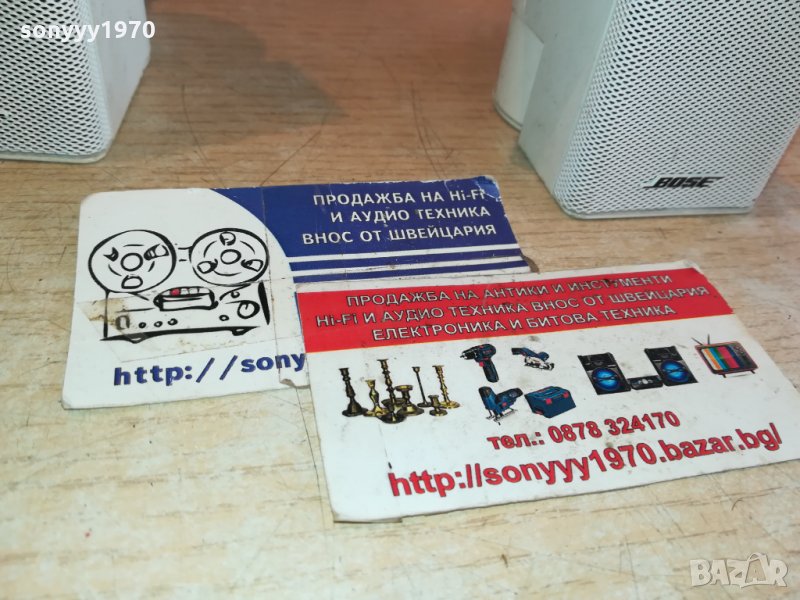 sonyyy1970
BOSE
ПРОДАЖБА НА Hi-Fi
И АУДИО ТЕХНИКА
ВНОС ОТ ШВЕЙЦАРИЯ
http://sony
ПРОДАЖБА НА АНТИКИ И ИНСТРУМЕНТИ
Hi-Fi И АУДИО ТЕХНИКА ВНОС ОТ ШВЕЙЦАРИЯ
ЕЛЕКТРОНИКА И БИТОВА ТЕХНИКА
тел.: 0878 324170
http://sonyyy1970.bazar.bg/
BAZAR